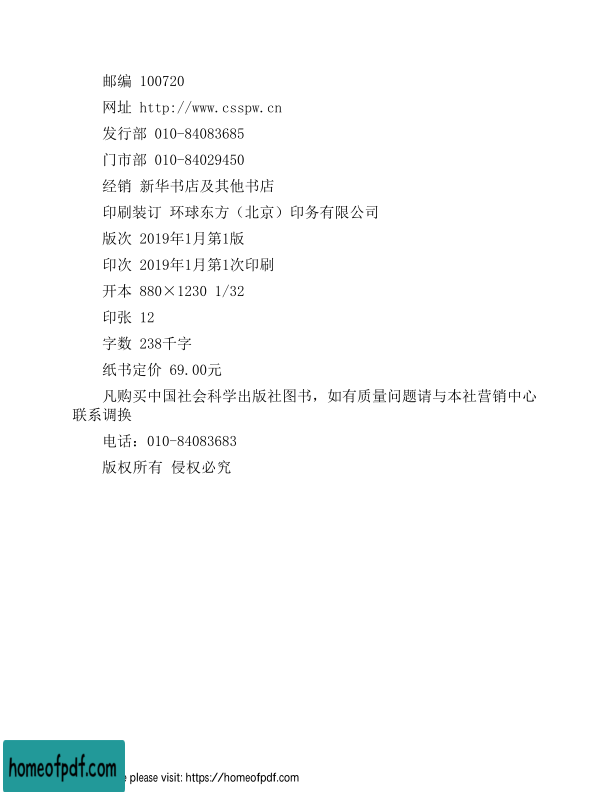 邮编 100720
网址 http://www.csspw.cn
发行部 010-84083685
门市部 010-84029450
经销 新华书店及其他书店
印刷装订 环球东方（北京）印务有限公司
版次 2019年1月第1版
印次 2019年1月第1次印刷
开本 880×1230 1/32
印张 12
字数 238千字
纸书定价 69.00元
凡购买中国社会科学出版社图书，如有质量问题请与本社营销中心
联系调换
电话：010-84083683
版权所有 侵权必究
homeofpdf.com
please visit: https://homeofpdf.com